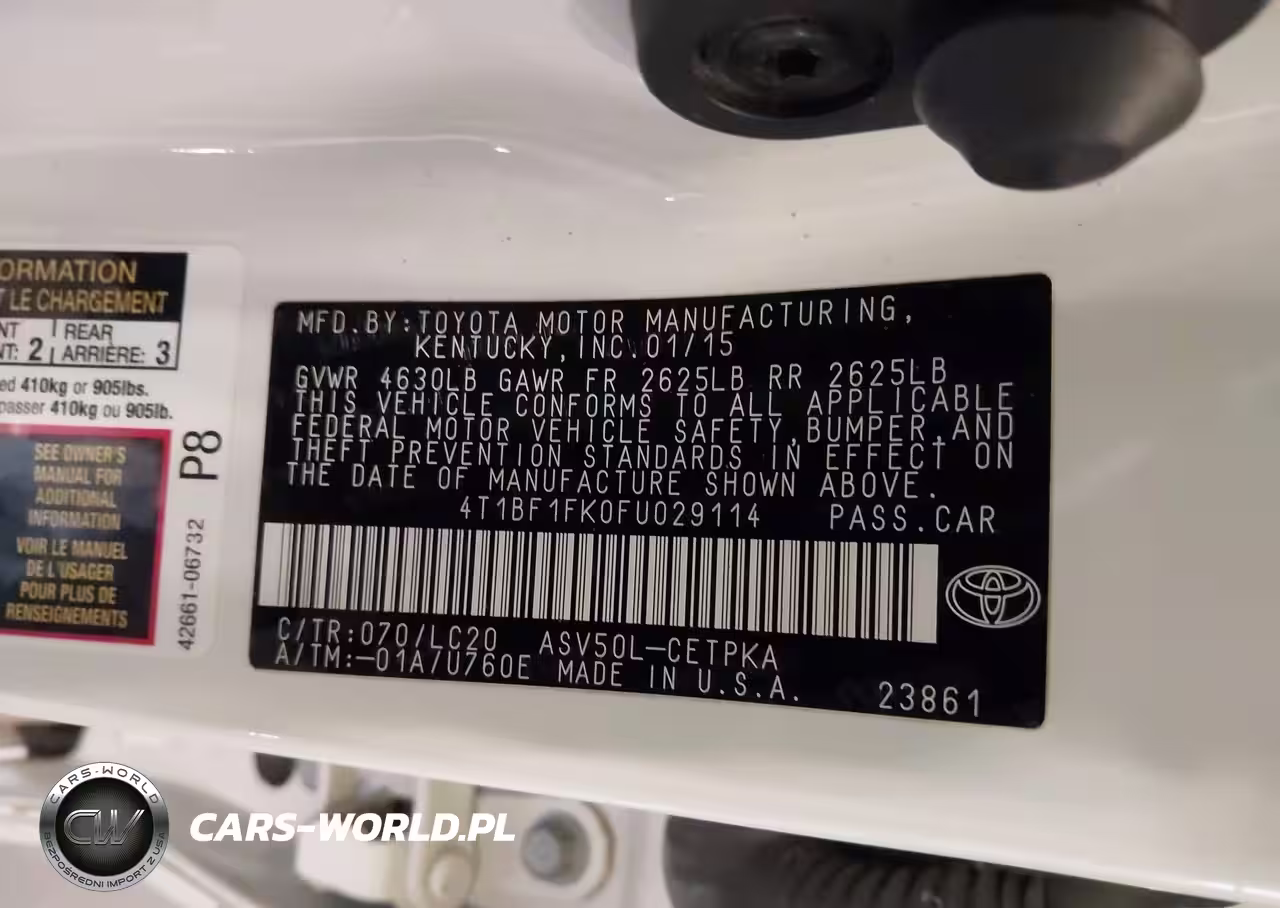 ORMATION
T LE CHARGEMENT
NT 2 REAR 3
NT: ARRIÈRE:
ed 410kg or 905lbs.
passer 410kg ou 905lb.
SEE OWNER'S
MANUAL FOR
ADDITIONAL
INFORMATION
VOIR LE MANUEL
DE L'USAGER
POUR PLUS DE
RENSEIGNEMENTS
P8
42661-06732
MFD.BY:TOYOTA MOTOR MANUFACTURING,
KENTUCKY,INC.01/15
GVWR 4630LB GAWR FR 2625LB RR 2625LB
THIS VEHICLE CONFORMS TO ALL APPLICABLE
FEDERAL MOTOR VEHICLE SAFETY,BUMPER,AND
THEFT PREVENTION STANDARDS IN EFFECT ON
THE DATE OF MANUFACTURE SHOWN ABOVE.
4T1BF1FK0FU029114 PASS.CAR
C/TR:070/LC20 ASV50L-CETPKA
A/TM:-01A/U760E MADE IN U.S.A.
23861
CARS-WORLD
CW
BEZPOŚREDNI IMPORT Z USA
CARS-WORLD.PL